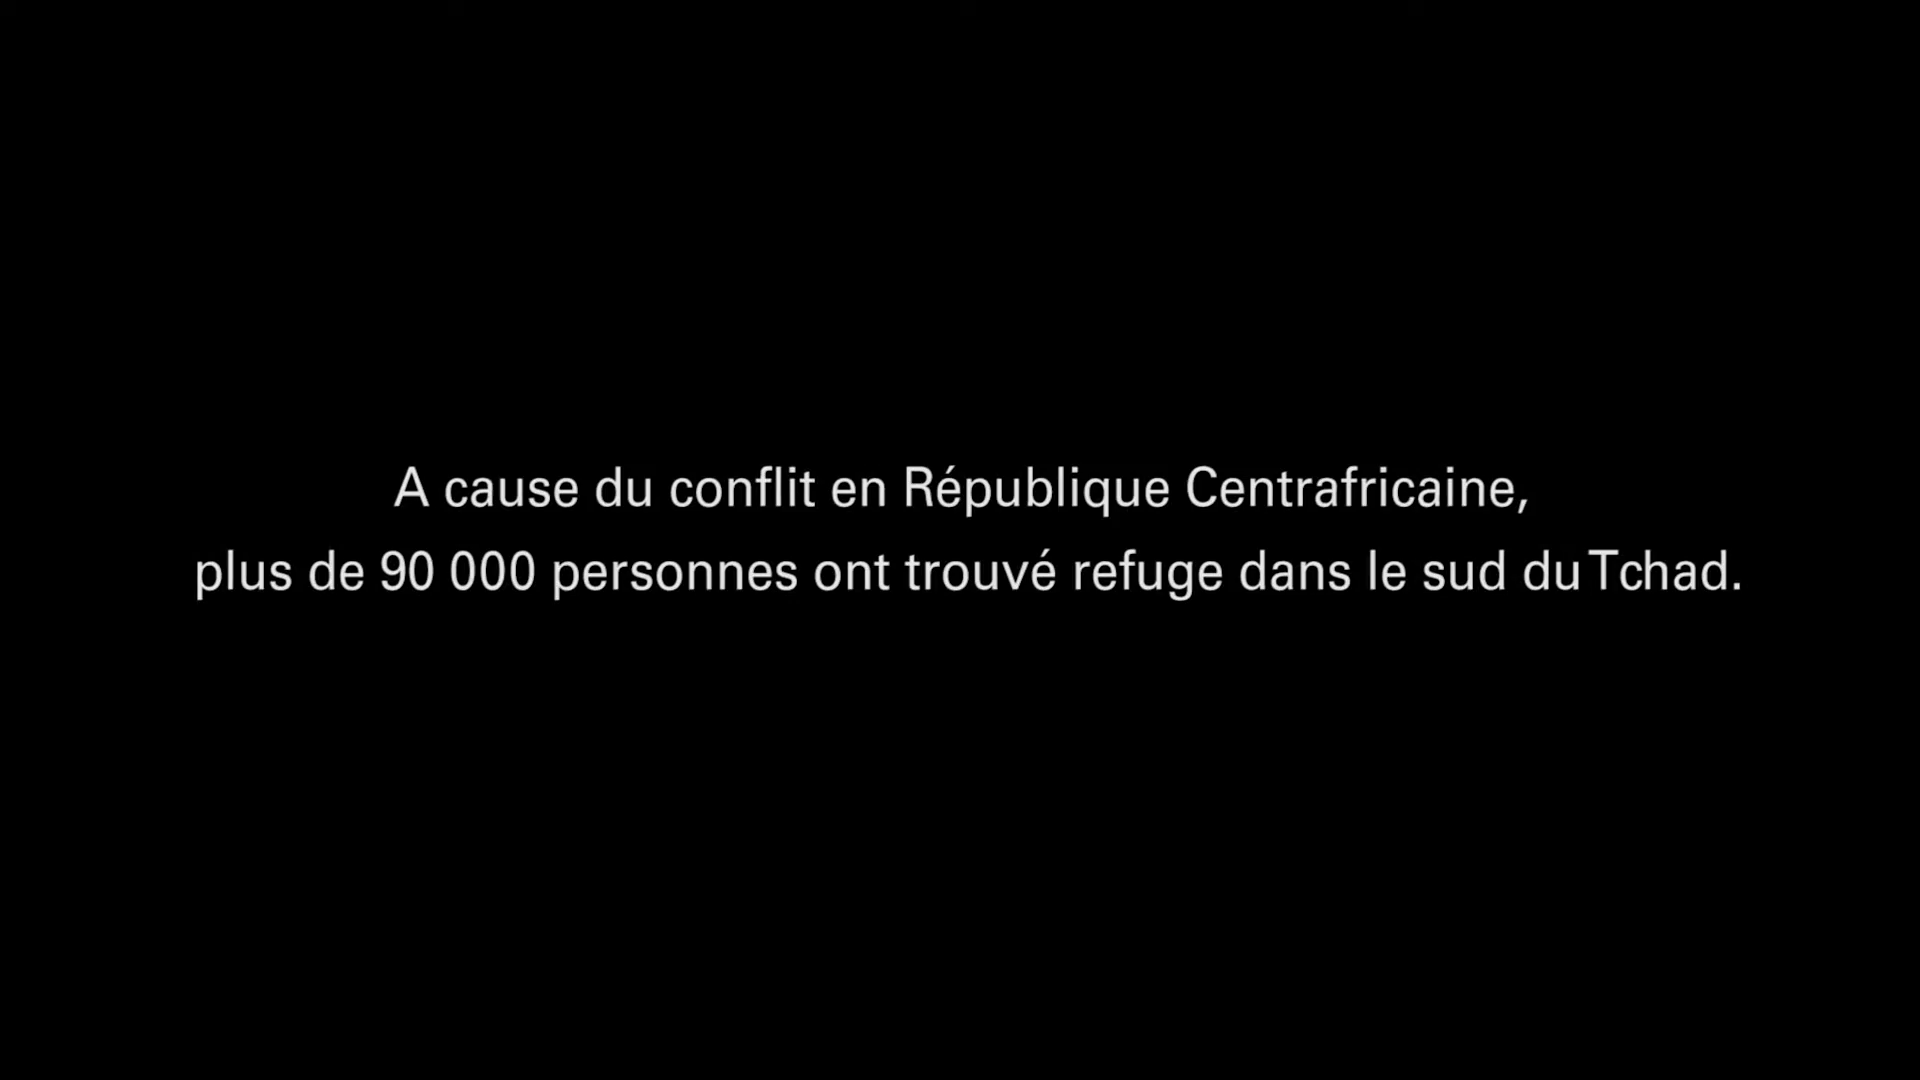 A cause du conflit en République Centrafricaine,
plus de 90 000 personnes ont trouvé refuge dans le sud du Tchad.